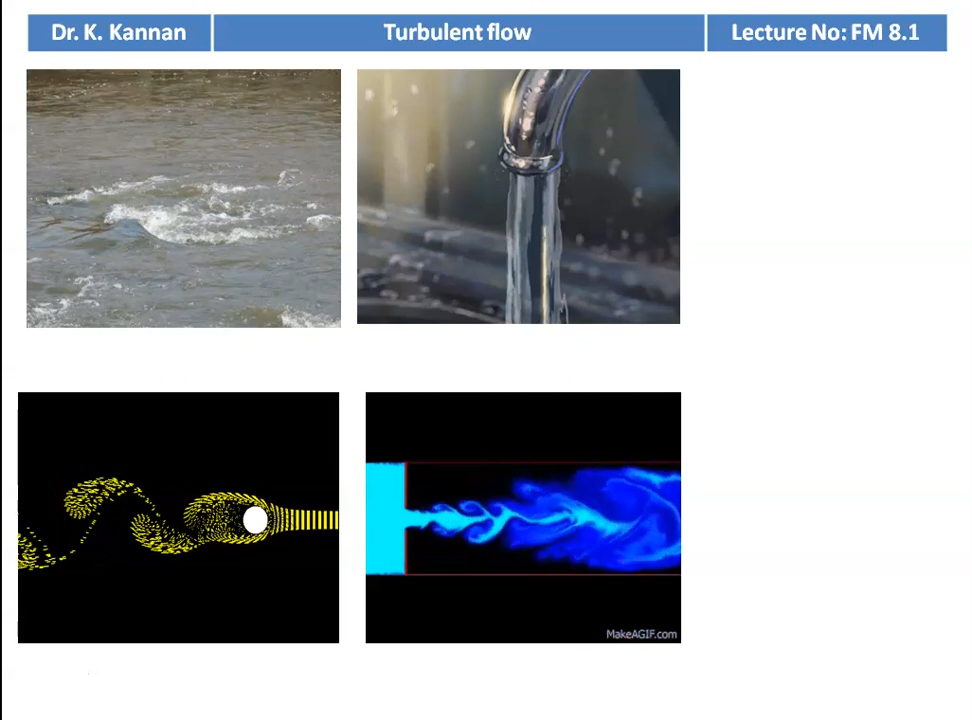 Dr. K. Kannan
Turbulent flow
Lecture No: FM 8.1
MakeAGIF.com